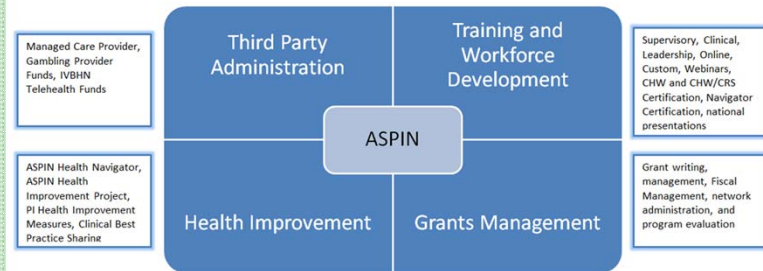 Managed Care Provider,
Gambling Provider
Funds, IVBHN
Telehealth Funds
Third Party
Administration
Training and
Workforce
Development
Supervisory, Clinical,
Leadership, Online,
Custom, Webinars,
CHW and CHW/CRS
Certification, Navigator
Certification, national
presentations
ASPIN
ASPIN Health Navigator,
ASPIN Health
Improvement Project,
PI Health Improvement
Measures, Clinical Best
Practice Sharing
Health Improvement
Grants Management
Grant writing,
management, Fiscal
Management, network
administration, and
program evaluation